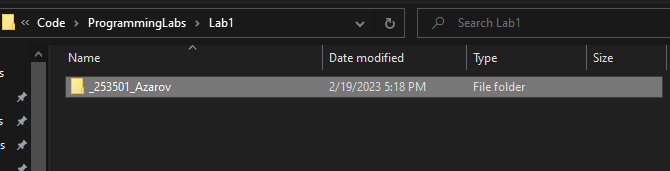 « Code › ProgrammingLabs › Lab1 Search Lab1
Name Date modified Type Size
_253501_Azarov 2/19/2023 5:18 PM File folder